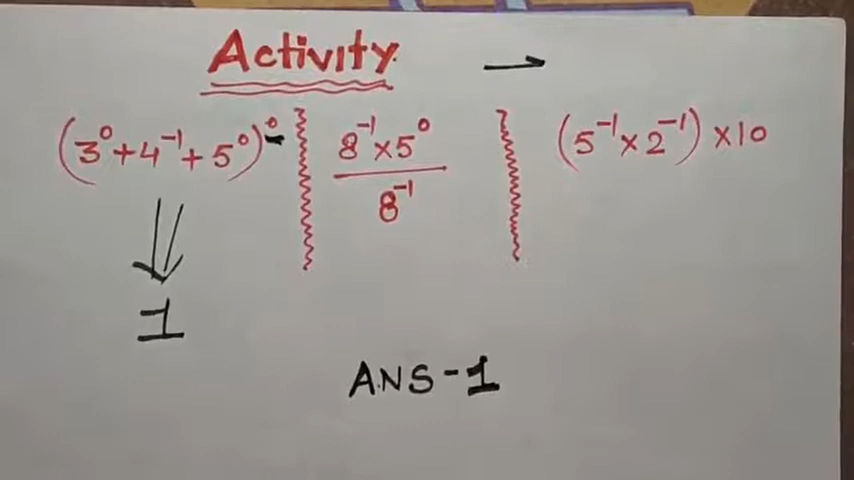 Activity →
(3⁰+4⁻¹+5⁰)⁰ | 8⁻¹×5⁰ / 8⁻¹ | (5⁻¹×2⁻¹)×10
⇓
1
ANS-1